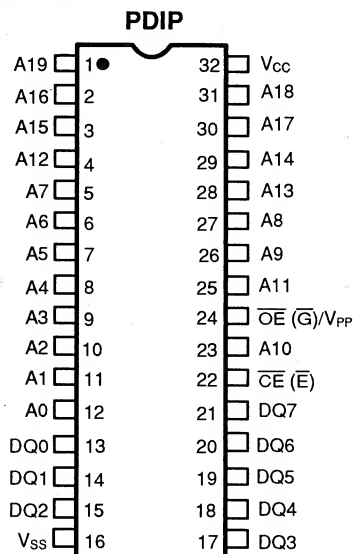 PDIP
A19 1 32 VCC
A16 2 31 A18
A15 3 30 A17
A12 4 29 A14
A7 5 28 A13
A6 6 27 A8
A5 7 26 A9
A4 8 25 A11
A3 9 24 O̅E̅ (G̅)/VPP
A2 10 23 A10
A1 11 22 C̅E̅ (E̅)
A0 12 21 DQ7
DQ0 13 20 DQ6
DQ1 14 19 DQ5
DQ2 15 18 DQ4
VSS 16 17 DQ3